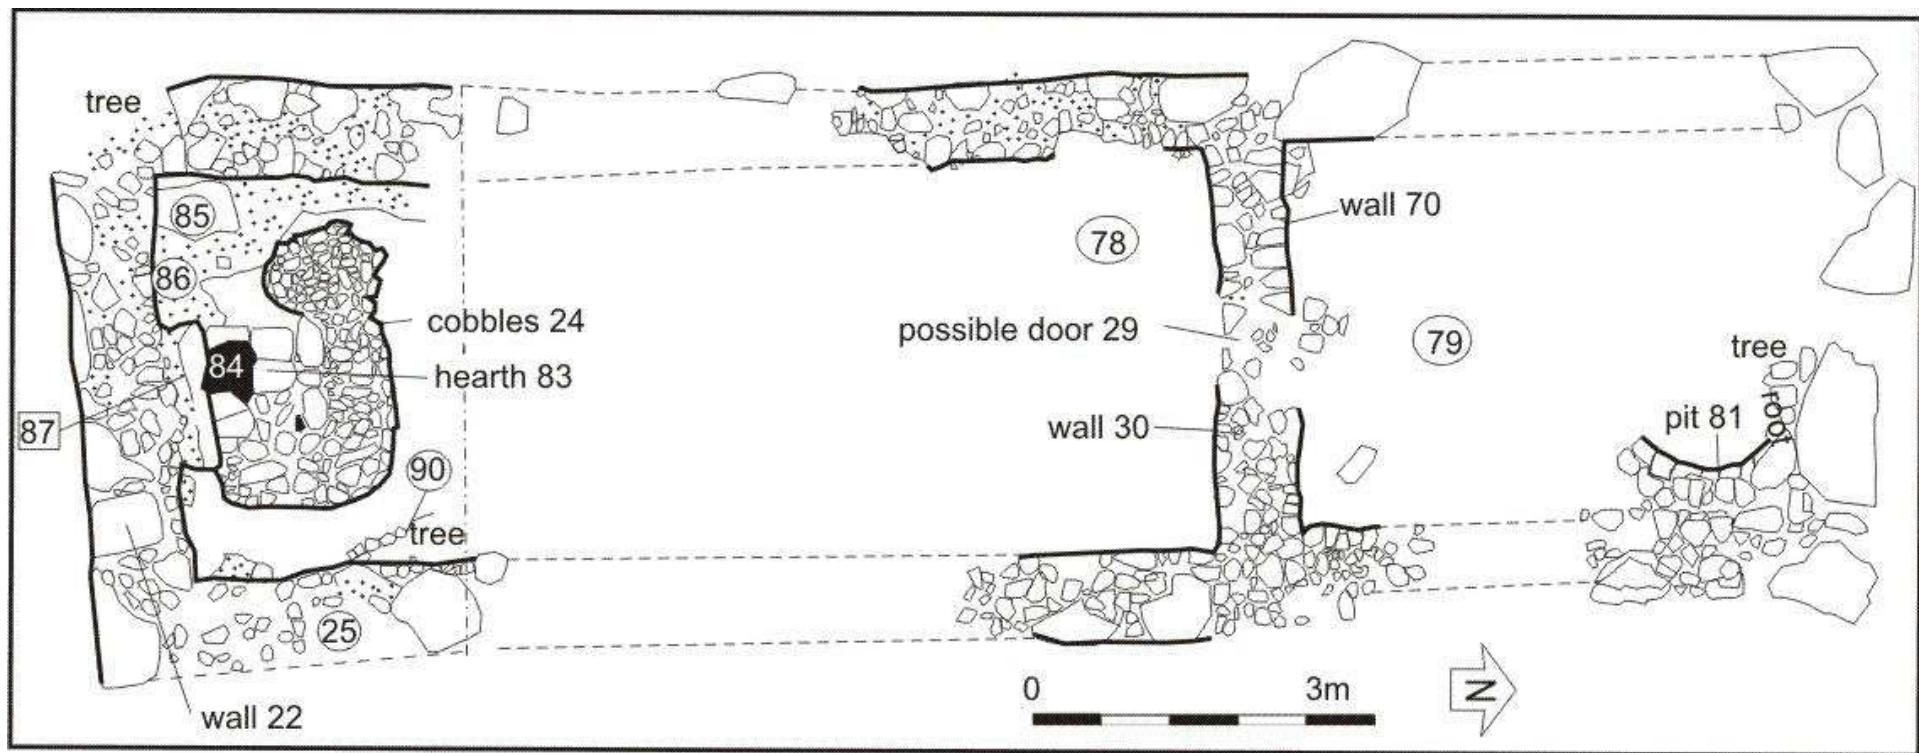 tree
85
86
84
87
cobbles 24
hearth 83
90
tree
25
wall 22
78
possible door 29
wall 30
wall 70
79
tree
root
pit 81
0 3m
N